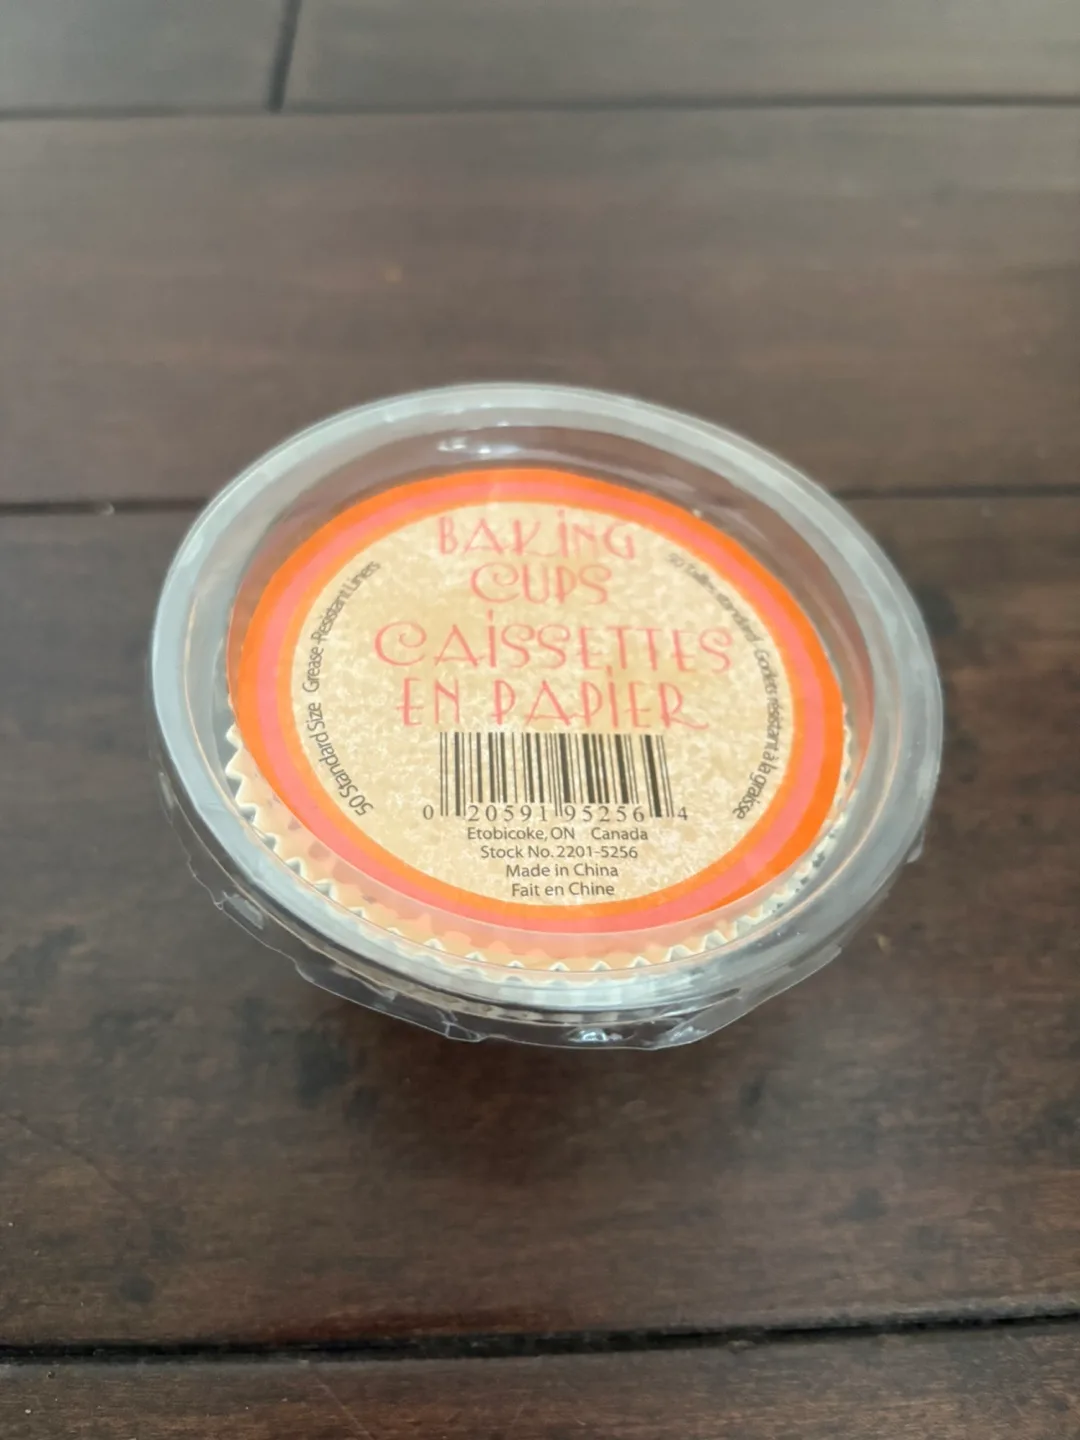 BAKING
CUPS
CAISSETTES
EN PAPIER
50 Standard Size Grease-Resistant Liners
50 Taille standard Godets résistant à la graisse
0 20591 95256 4
Etobicoke, ON Canada
Stock No. 2201-5256
Made in China
Fait en Chine